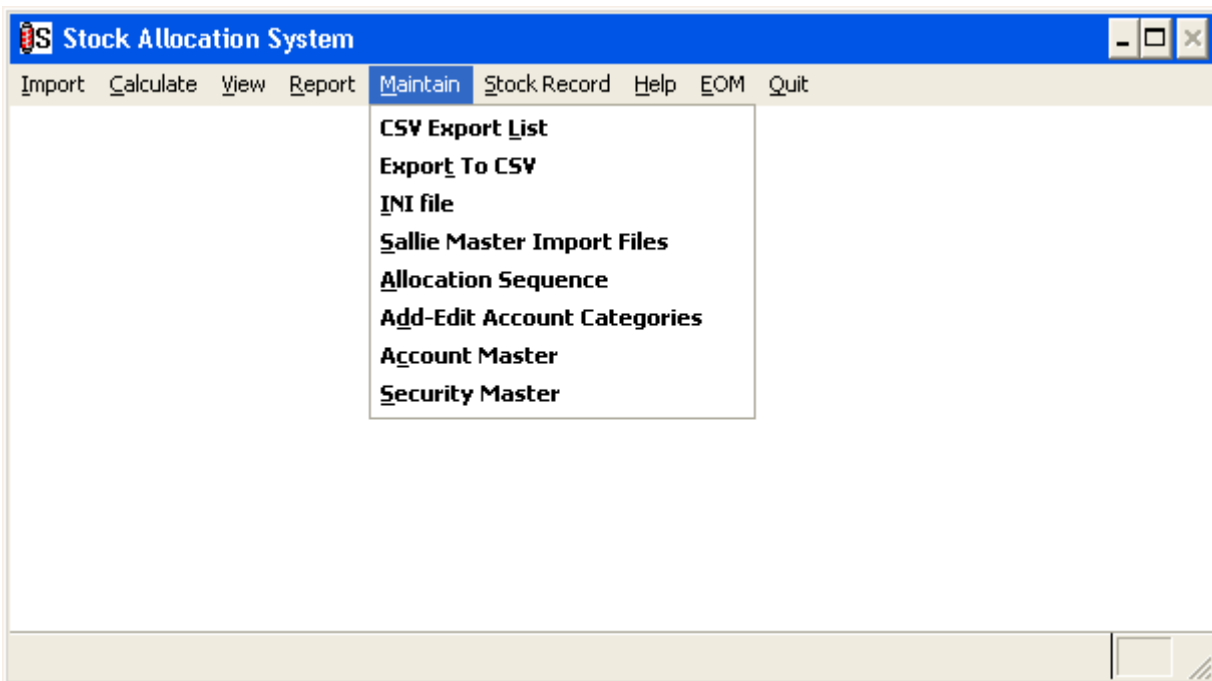 S Stock Allocation System
Import Calculate View Report Maintain Stock Record Help EOM Quit
CSV Export List
Export To CSV
INI file
Sallie Master Import Files
Allocation Sequence
Add-Edit Account Categories
Account Master
Security Master